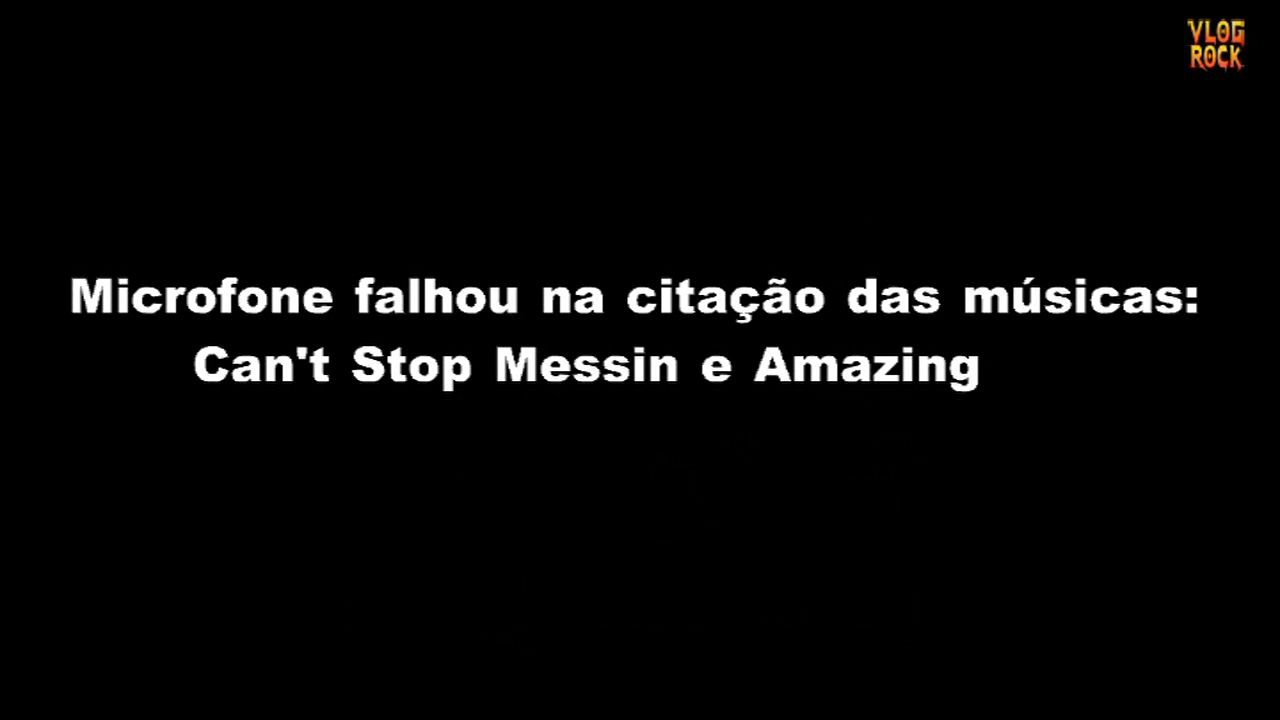 VLOG
ROCK
Microfone falhou na citação das músicas:
Can't Stop Messin e Amazing